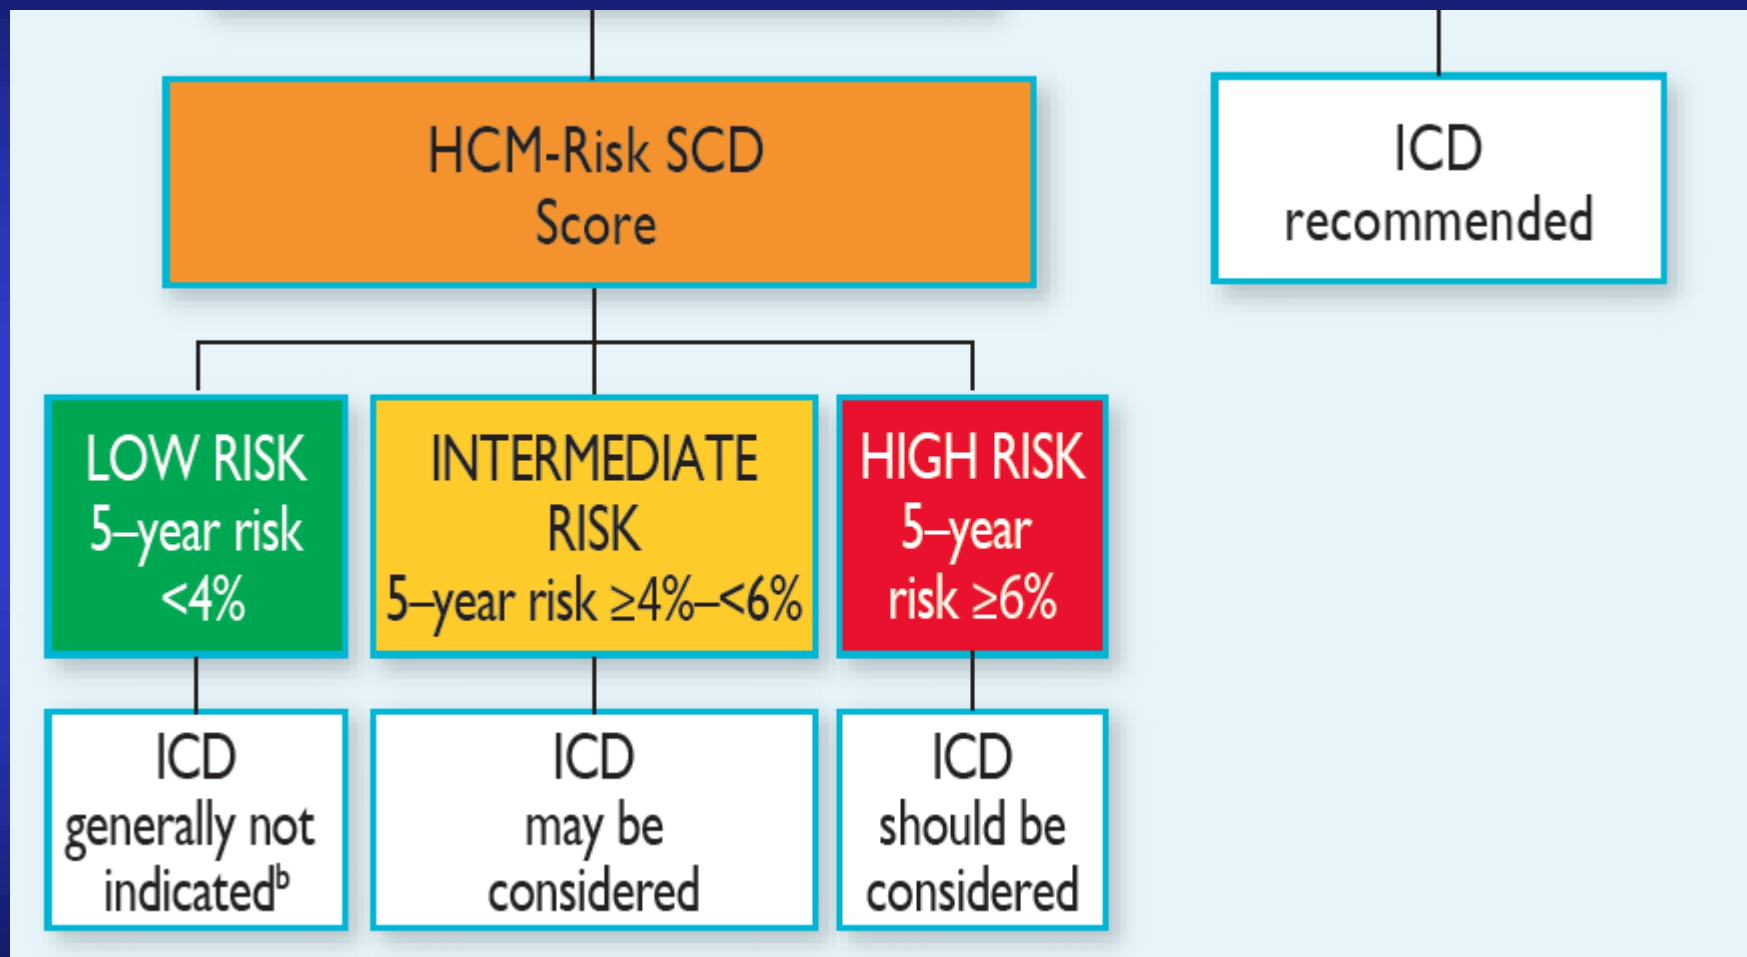 HCM-Risk SCD
Score
ICD
recommended
LOW RISK
5–year risk
<4%
INTERMEDIATE
RISK
5–year risk ≥4%–<6%
HIGH RISK
5–year
risk ≥6%
ICD
generally not
indicatedᵇ
ICD
may be
considered
ICD
should be
considered